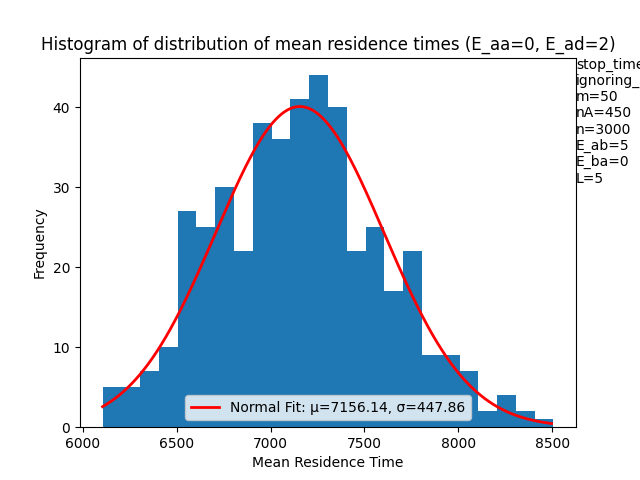 Histogram of distribution of mean residence times (E_aa=0, E_ad=2)
stop_time
ignoring_
m=50
nA=450
n=3000
E_ab=5
E_ba=0
L=5
Frequency
40
30
20
10
0
Normal Fit: μ=7156.14, σ=447.86
6000 6500 7000 7500 8000 8500
Mean Residence Time